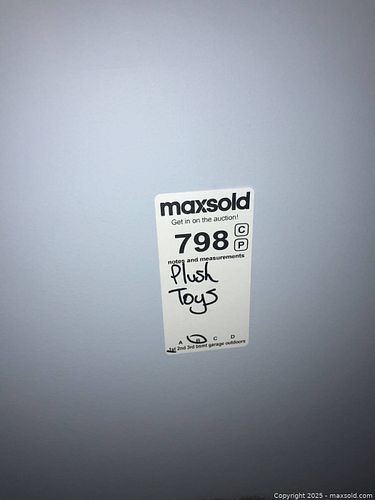 maxsold
Get in on the auction!
798 C
P
notes and measurements
Plush
Toys
A B C D
1st 2nd 3rd bsmt garage outdoors
Copyright 2025 - maxsold.com